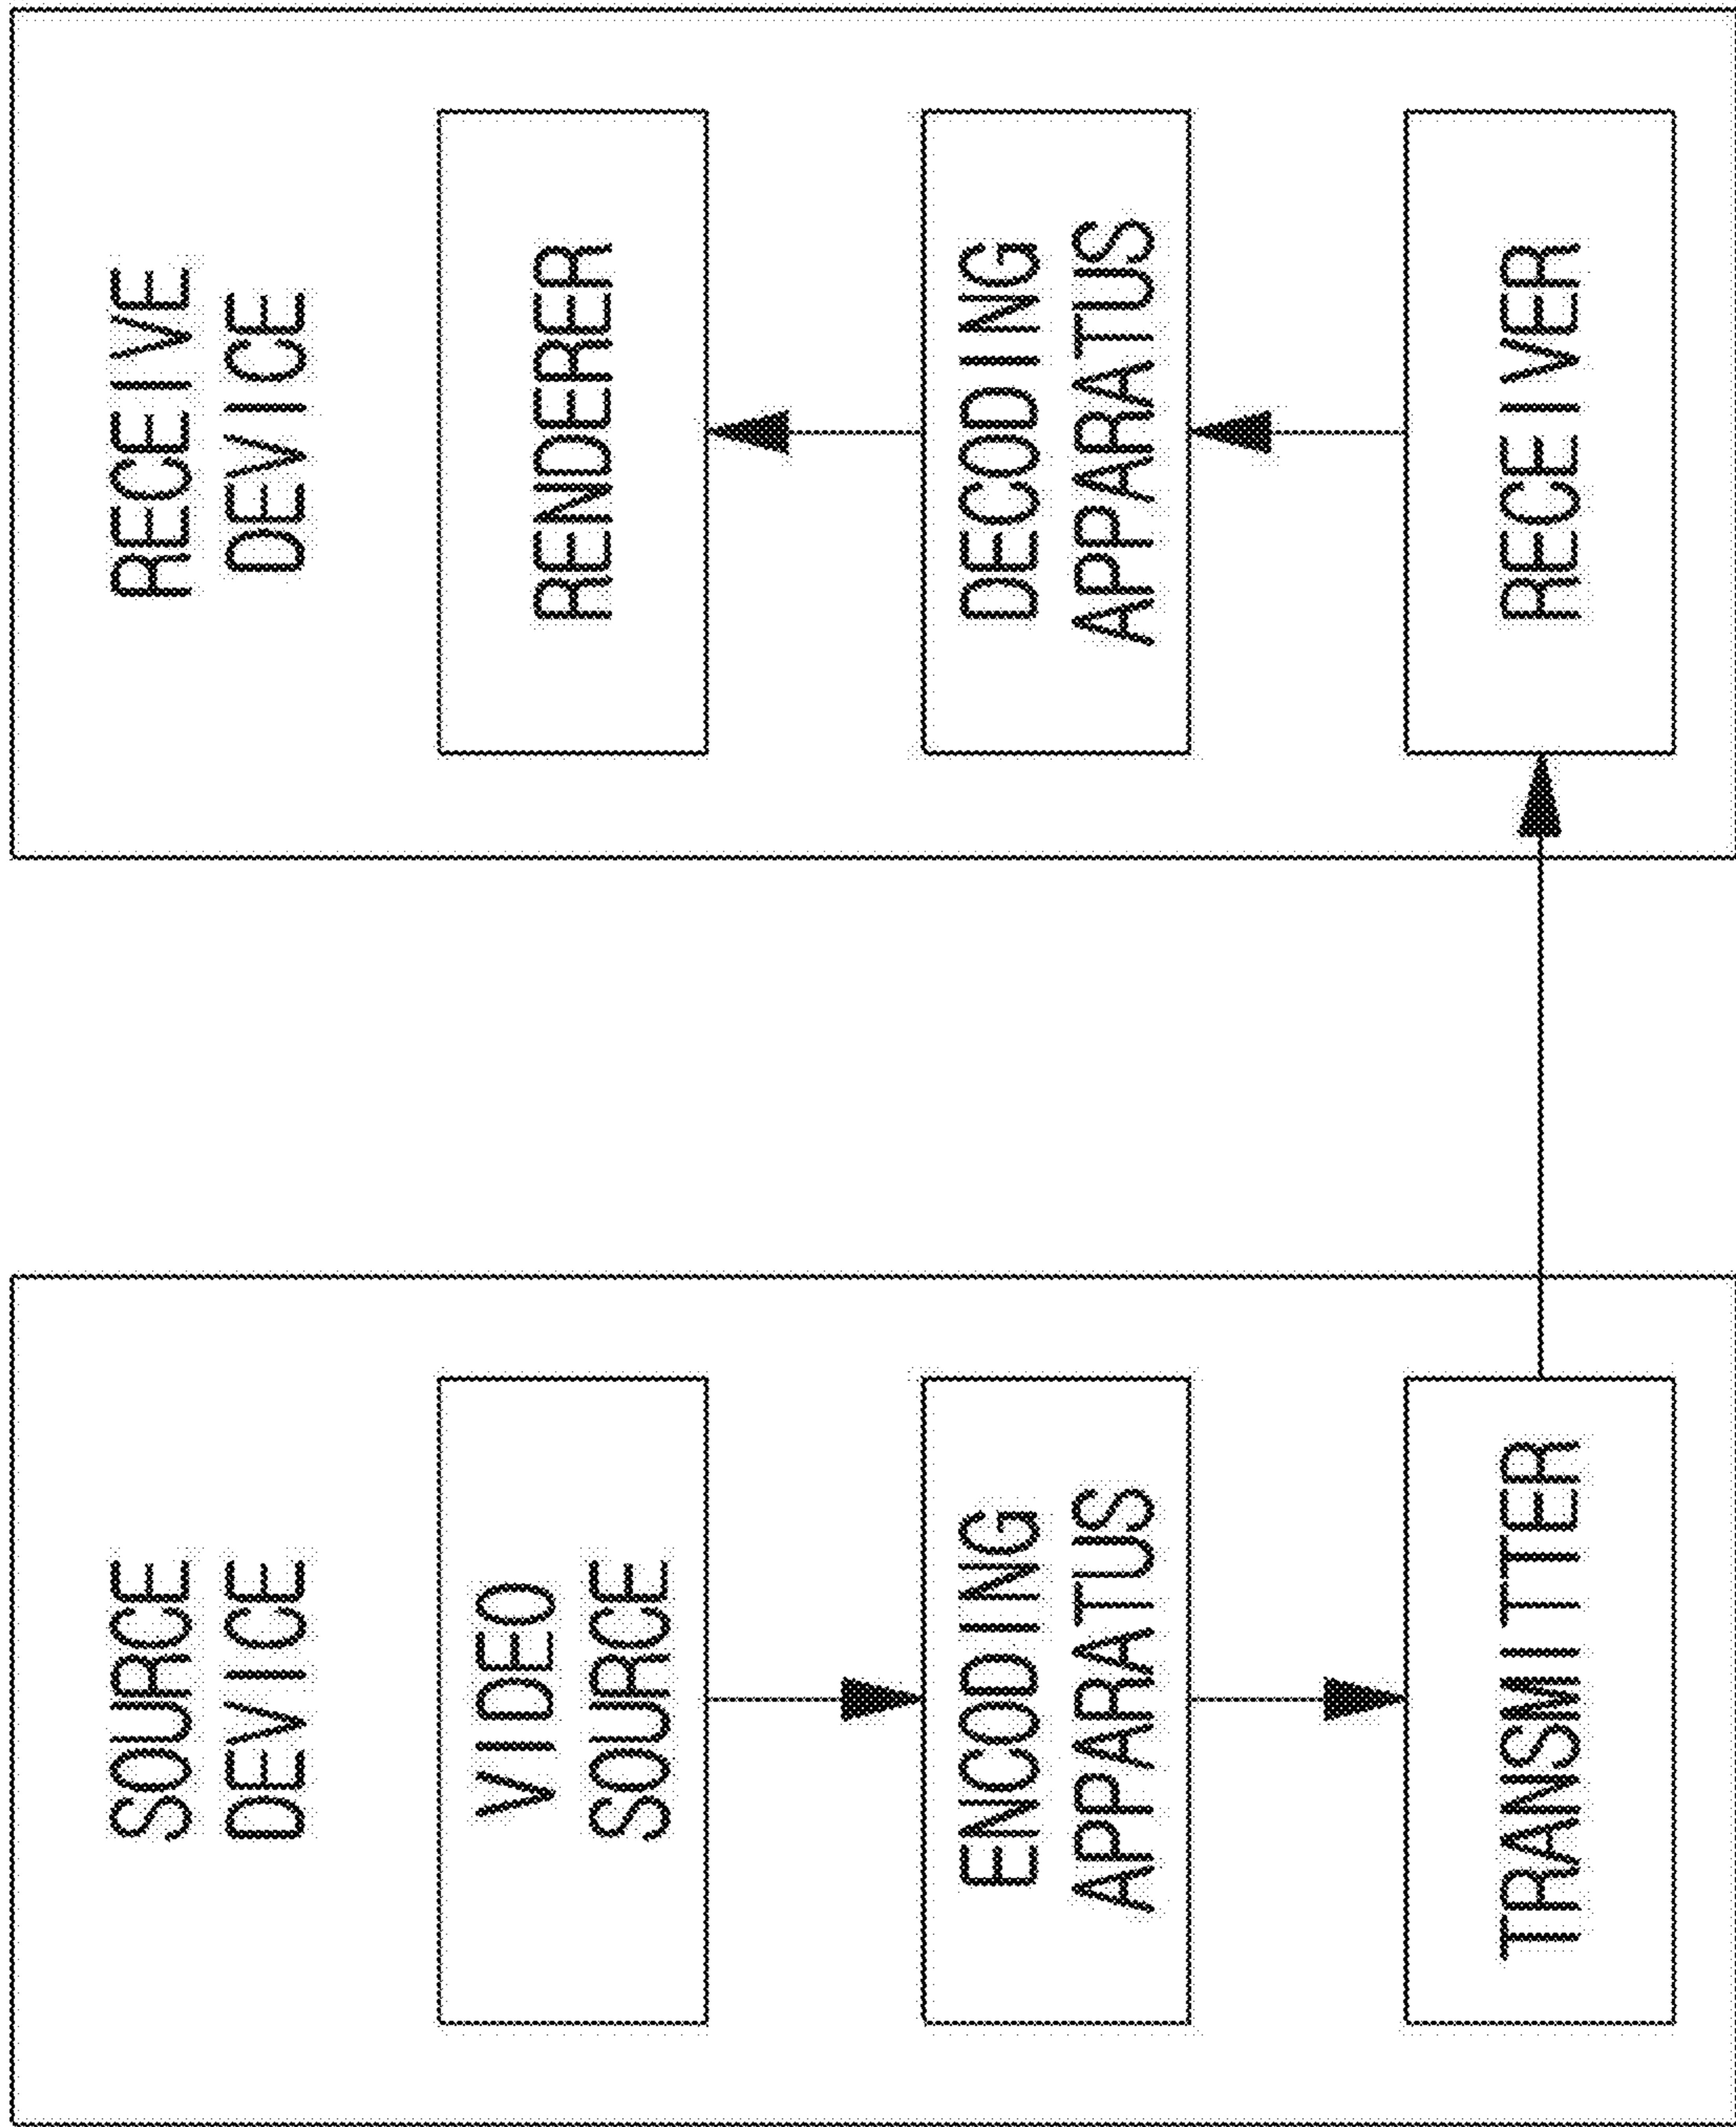 SOURCE
DEVICE
VIDEO
SOURCE
ENCODING
APPARATUS
TRANSMITTER
RECEIVE
DEVICE
RENDERER
DECODING
APPARATUS
RECEIVER